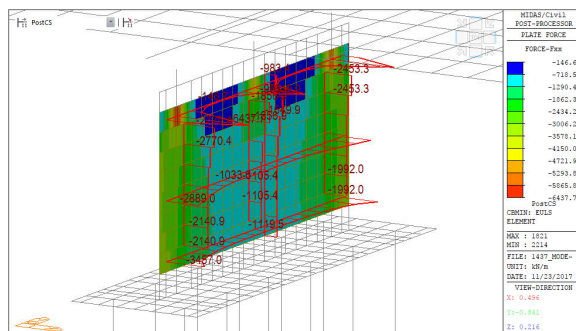 PostCS
MIDAS/Civil
POST-PROCESSOR
PLATE FORCE
FORCE-Fxx
-146.6
-718.5
-1290.4
-1862.3
-2434.2
-3006.2
-3578.1
-4150.0
-4721.9
-5293.8
-5865.8
-6437.7
PostCS
CBMIN: EULS
ELEMENT
MAX : 1821
MIN : 2214
FILE: 1437_MODE~
UNIT: kN/m
DATE: 11/23/2017
VIEW-DIRECTION
X: 0.496
Z: 0.216
-2453.3
-2453.3
-2770.4
-1105.4
-1992.0
-2889.0
-1105.4
-1992.0
-2140.9
-1119.5
-2140.9
-3487.0